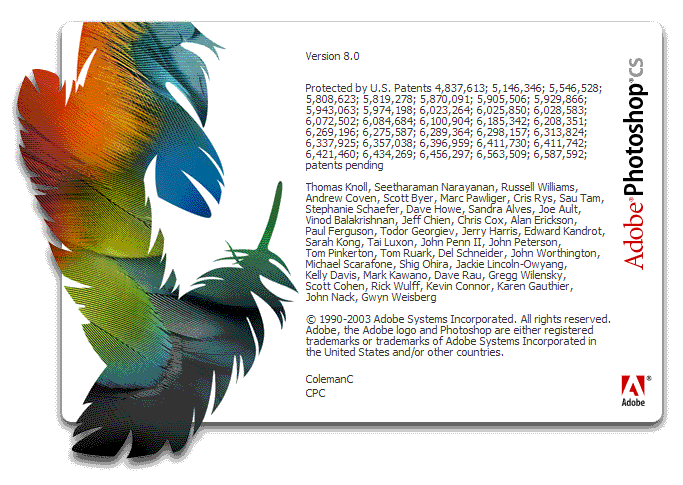 Version 8.0
Protected by U.S. Patents 4,837,613; 5,146,346; 5,546,528;
5,808,623; 5,819,278; 5,870,091; 5,905,506; 5,929,866;
5,943,063; 5,974,198; 6,023,264; 6,025,850; 6,028,583;
6,072,502; 6,084,684; 6,100,904; 6,185,342; 6,208,351;
6,269,196; 6,275,587; 6,289,364; 6,298,157; 6,313,824;
6,337,925; 6,357,038; 6,396,959; 6,411,730; 6,411,742;
6,421,460; 6,434,269; 6,456,297; 6,563,509; 6,587,592;
patents pending
Thomas Knoll, Seetharaman Narayanan, Russell Williams,
Andrew Coven, Scott Byer, Marc Pawliger, Cris Rys, Sau Tam,
Stephanie Schaefer, Dave Howe, Sandra Alves, Joe Ault,
Vinod Balakrishnan, Jeff Chien, Chris Cox, Alan Erickson,
Paul Ferguson, Todor Georgiev, Jerry Harris, Edward Kandrot,
Sarah Kong, Tai Luxon, John Penn II, John Peterson,
Tom Pinkerton, Tom Ruark, Del Schneider, John Worthington,
Michael Scarafone, Shig Ohira, Jackie Lincoln-Owyang,
Kelly Davis, Mark Kawano, Dave Rau, Gregg Wilensky,
Scott Cohen, Rick Wulff, Kevin Connor, Karen Gauthier,
John Nack, Gwyn Weisberg
© 1990-2003 Adobe Systems Incorporated. All rights reserved.
Adobe, the Adobe logo and Photoshop are either registered
trademarks or trademarks of Adobe Systems Incorporated in
the United States and/or other countries.
ColemanC
CPC
Adobe® Photoshop® CS
Adobe®